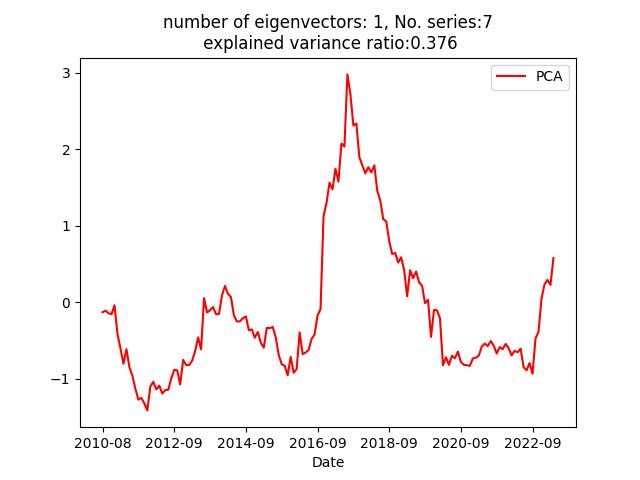 number of eigenvectors: 1, No. series:7
explained variance ratio:0.376
PCA
3
2
1
0
−1
2010-08 2012-09 2014-09 2016-09 2018-09 2020-09 2022-09
Date